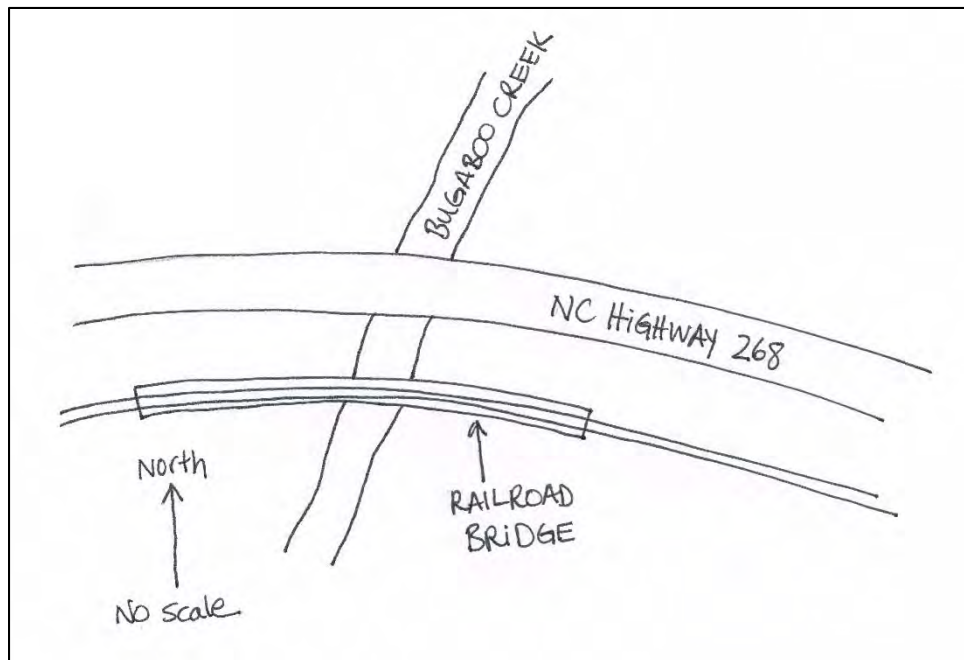 BUGABOO CREEK
NC HiGHWAY 268
North
RAILROAD
BRiDGE
No scale